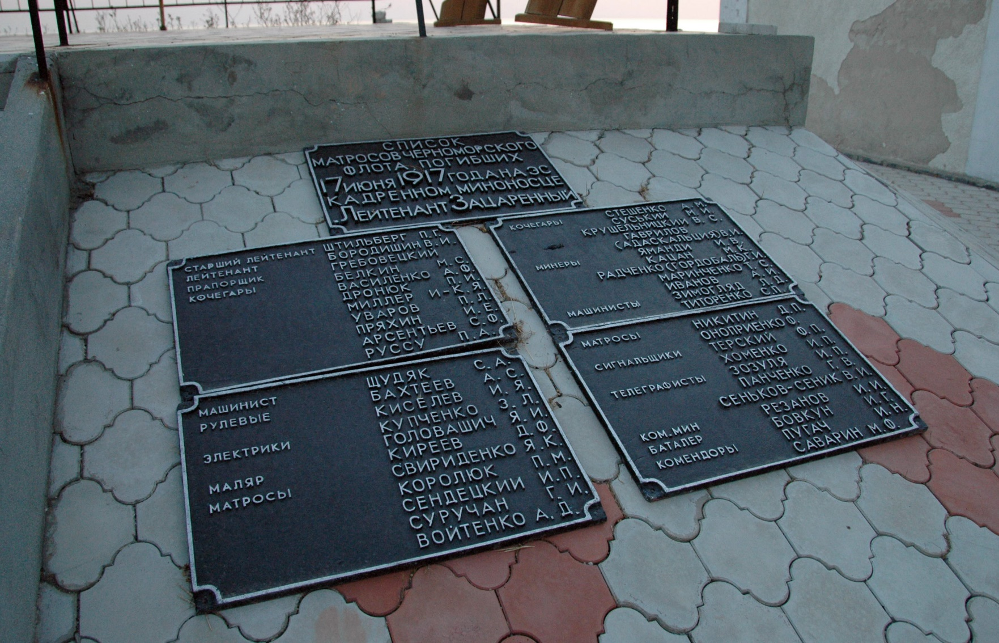 СПИСОК
МАТРОСОВ ЧЕРНОМОРСКОГО
ФЛОТА ПОГИБШИХ
17 ИЮНЯ 1917 ГОДА НА ЭС
КАДРЕННОМ МИНОНОСЦЕ
ЛЕЙТЕНАНТ ЗАЦАРЕННЫЙ
СТАРШИЙ ЛЕЙТЕНАНТ ШТИЛЬБЕРГ П.Г.
ЛЕЙТЕНАНТ БОРОДИШИН В.И.
ПРАПОРЩИК ГРЕБОВЕЦКИЙ
КОЧЕГАРЫ БЕЛКИН М.С.
ВАСИЛЕНКО А.Ф.
ДРОНЮК П.И.
МИЛЛЕР И-К.Я.
УВАРОВ П.Л.
ПРЯХИН И.Е.
АРСЕНТЬЕВ С.Ф.
РУССУ П.А.
МАШИНИСТ ЩУДЯК С.А.
РУЛЕВЫЕ БАХТЕЕВ А.С.
КИСЕЛЕВ И.Я.
ЭЛЕКТРИКИ КУПЧЕНКО З.Л.
ГОЛОВАШИЧ Я.И.
МАЛЯР КИРЕЕВ Д.Ф.
МАТРОСЫ СВИРИДЕНКО Я.К.
КОРОЛЮК П.М.
СЕНДЕЦКИЙ И.П.
СУРУЧАН Г.И.
ВОЙТЕНКО А.Д.
КОЧЕГАРЫ СТЕШЕНКО А.М.
СУСЬКИЙ М.И.
КРУШЕЛЬНИЦКИЙ В.С.
ГАВРИЛОВ
(АДАСКАЛЬЦИЯ) В.И.
МИНЕРЫ ЯМАНДИ И.В.
КАЦАН М.К.
РАДЧЕНКО (ГОРДОБАЛЬ) Г.И.
МАРИНЧЕНКО Т.С.
ИВАНОВ А.И.
МАШИНИСТЫ ЗИМОГЛЯД Л.Д.
ТИТОРЕНКО С.П.
МАТРОСЫ НИКИТИН Д.П.
ОНОПРИЕНКО Ф.
СИГНАЛЬЩИКИ ТЕРСКИЙ Ф.П.
ХОМЕНКО И.П.
ТЕЛЕГРАФИСТЫ ЗОЗУЛЯ И.П.
ПАНЧЕНКО Г.В.
СЕНЬКОВ-СЕНИК В.И.
КОМ.МИН РЕЗАНОВ И.И.
БАТАЛЕР БОВКУН И.Г.
КОМЕНДОРЫ ПУГАЧ И.Н.
САВАРИН М.Ф.